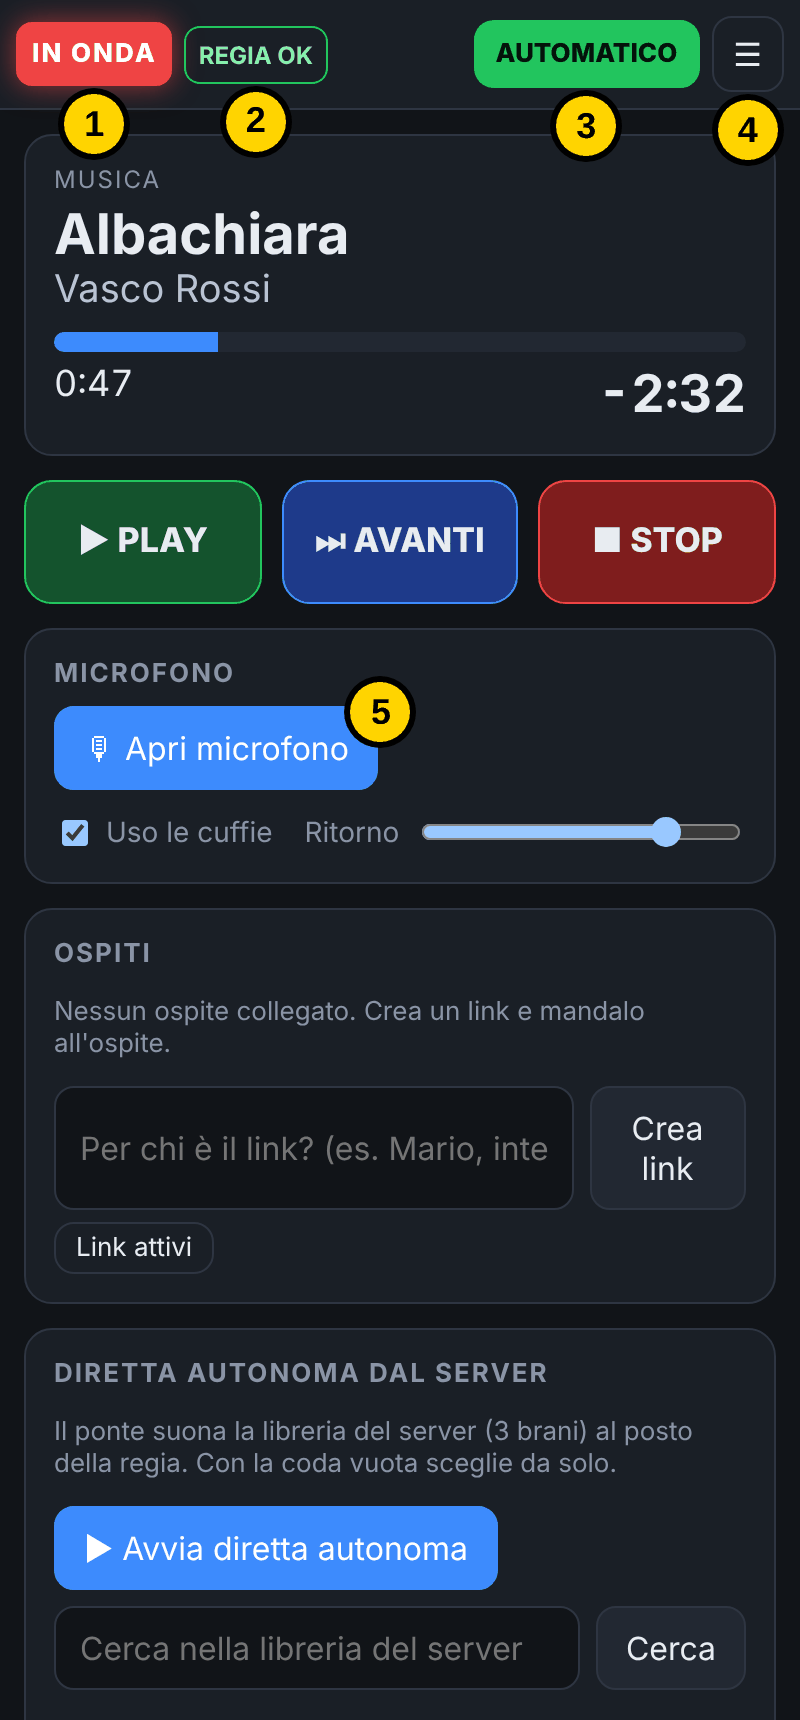 IN ONDA
REGIA OK
AUTOMATICO
☰
1
2
3
4
MUSICA
Albachiara
Vasco Rossi
0:47
-2:32
▶ PLAY
⏭ AVANTI
■ STOP
MICROFONO
5
🎙 Apri microfono
Uso le cuffie
Ritorno
OSPITI
Nessun ospite collegato. Crea un link e mandalo
all'ospite.
Per chi è il link? (es. Mario, inte
Crea
link
Link attivi
DIRETTA AUTONOMA DAL SERVER
Il ponte suona la libreria del server (3 brani) al posto
della regia. Con la coda vuota sceglie da solo.
▶ Avvia diretta autonoma
Cerca nella libreria del server
Cerca